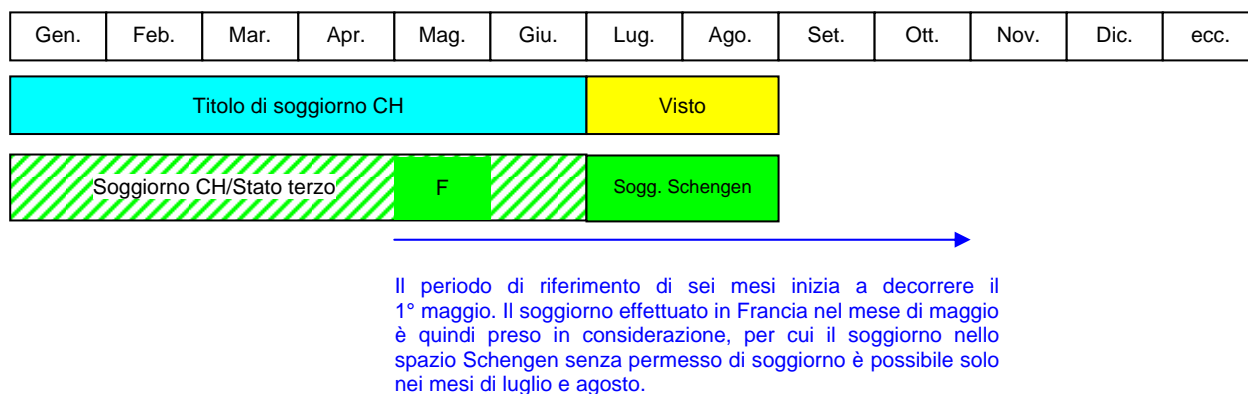 Gen. Feb. Mar. Apr. Mag. Giu. Lug. Ago. Set. Ott. Nov. Dic. ecc.
Titolo di soggiorno CH Visto
Soggiorno CH/Stato terzo F Sogg. Schengen
Il periodo di riferimento di sei mesi inizia a decorrere il
1° maggio. Il soggiorno effettuato in Francia nel mese di maggio
è quindi preso in considerazione, per cui il soggiorno nello
spazio Schengen senza permesso di soggiorno è possibile solo
nei mesi di luglio e agosto.